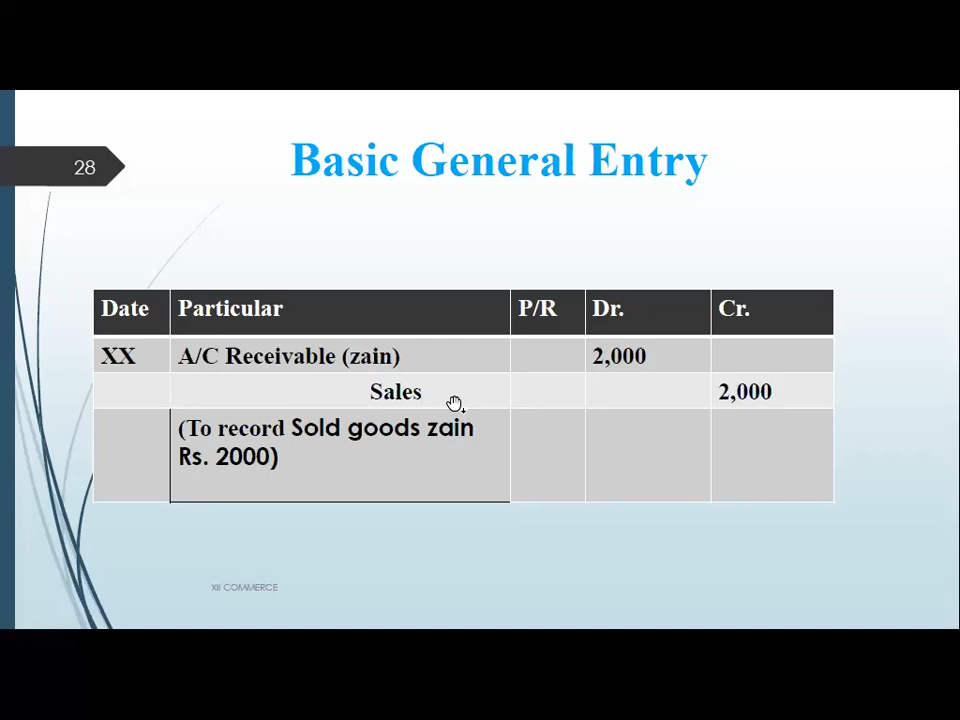 28
Basic General Entry
Date Particular P/R Dr. Cr.
XX A/C Receivable (zain) 2,000
Sales 2,000
(To record Sold goods zain
Rs. 2000)
XII COMMERCE